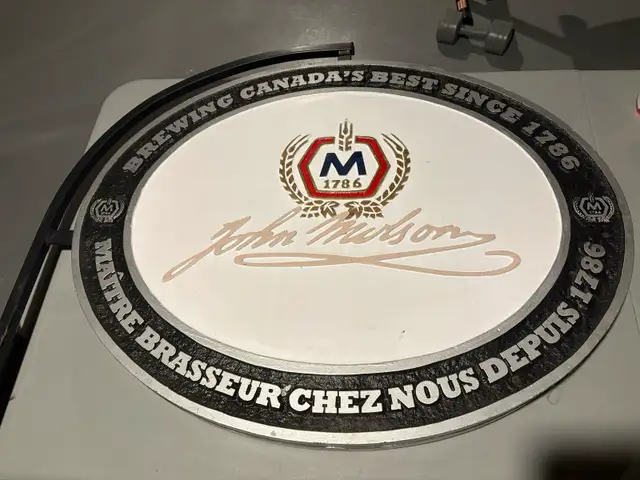 BREWING CANADA'S BEST SINCE 1786
M
1786
John Molson
MAÎTRE BRASSEUR CHEZ NOUS DEPUIS 1786